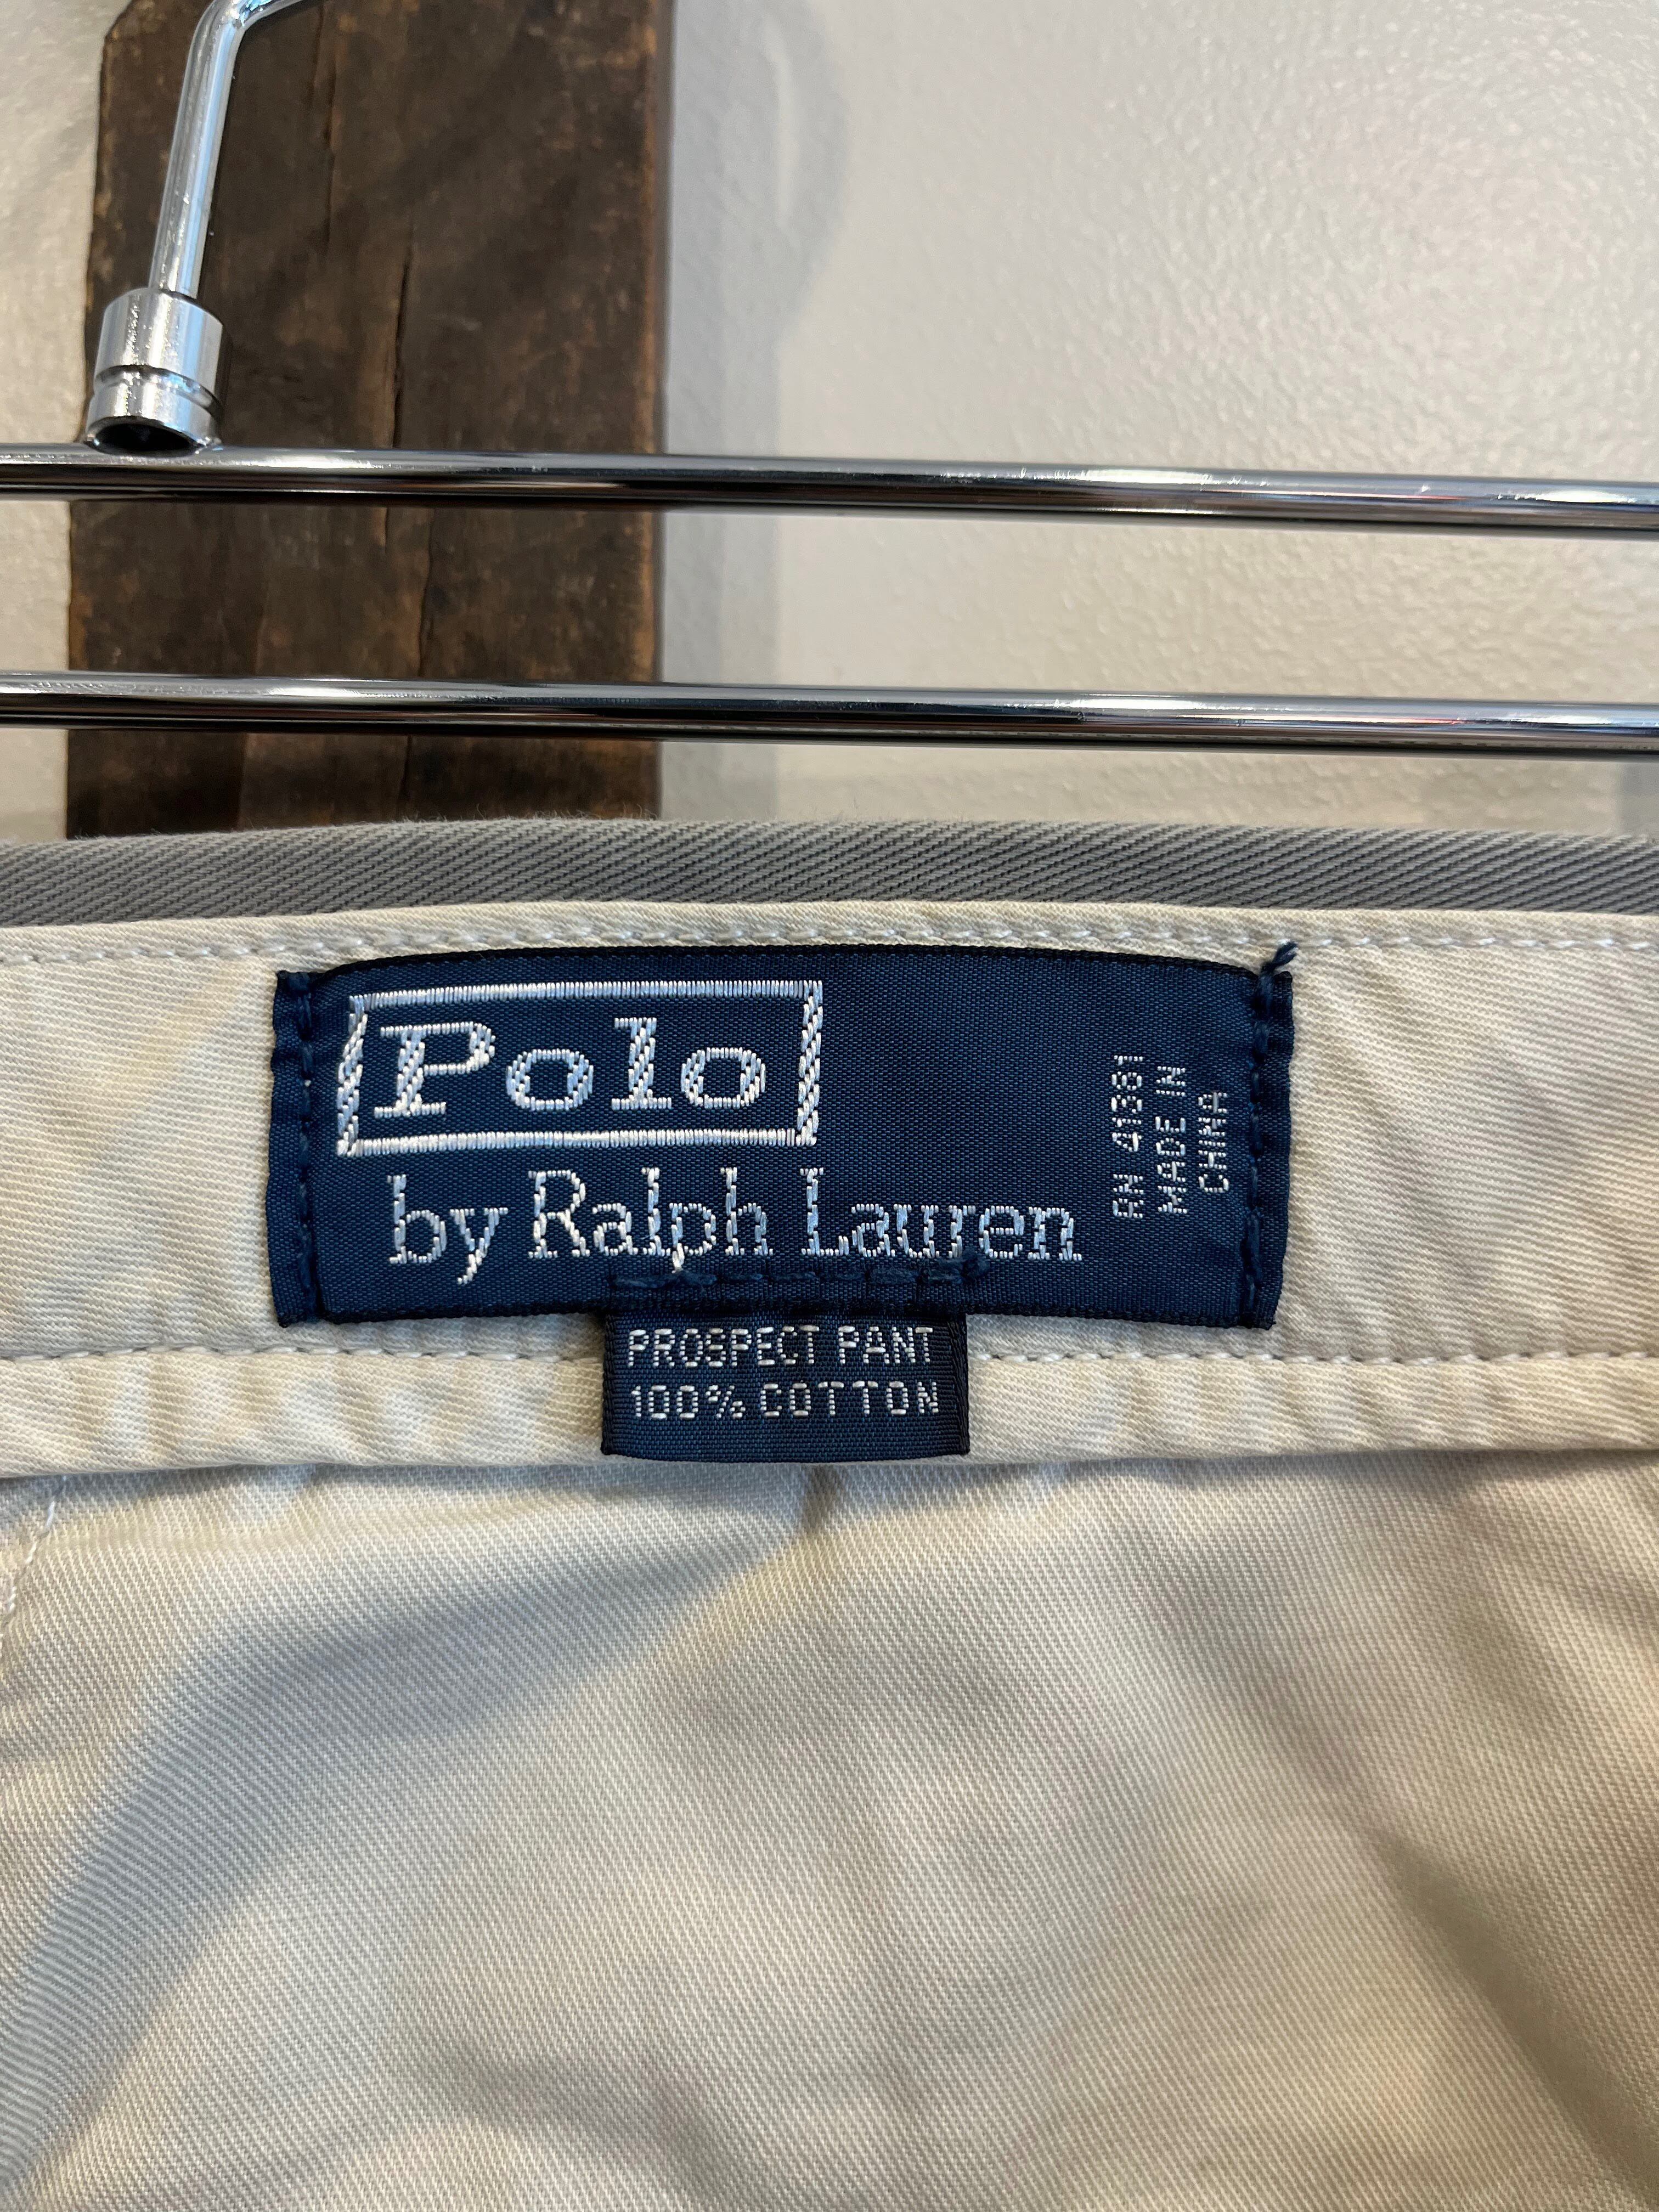 Polo
by Ralph Lauren
RN 41381
MADE IN
CHINA
PROSPECT PANT
100% COTTON